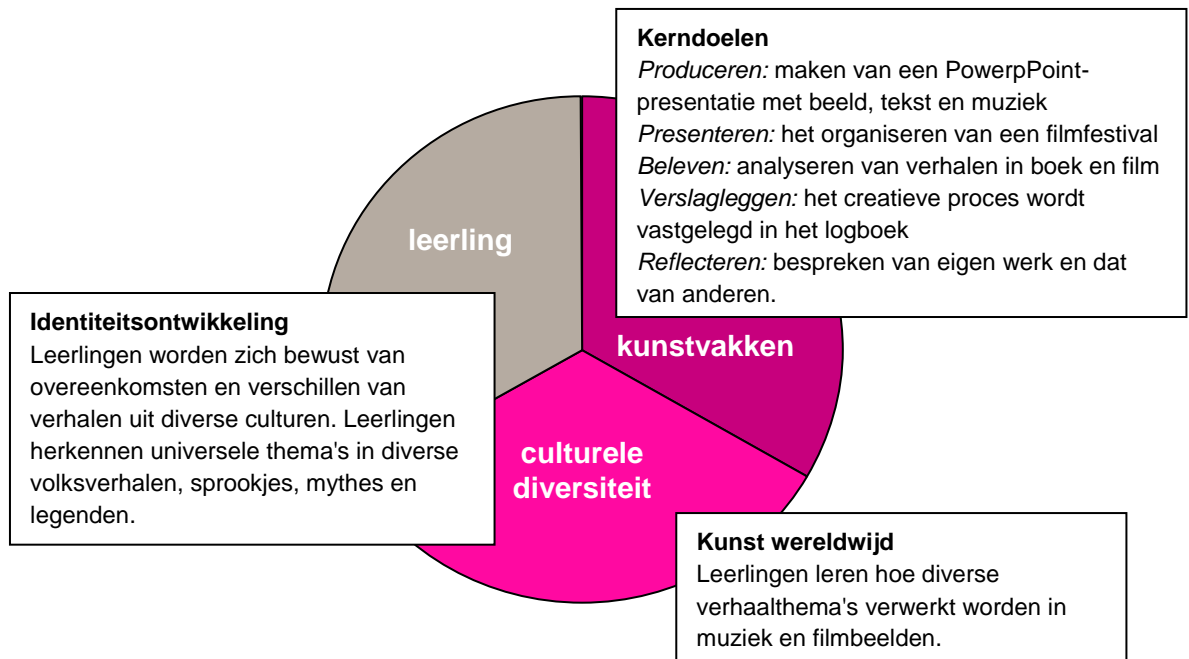 Kerndoelen
Produceren: maken van een PowerpPoint-
presentatie met beeld, tekst en muziek
Presenteren: het organiseren van een filmfestival
Beleven: analyseren van verhalen in boek en film
Verslagleggen: het creatieve proces wordt
vastgelegd in het logboek
Reflecteren: bespreken van eigen werk en dat
van anderen.
leerling
kunstvakken
Identiteitsontwikkeling
Leerlingen worden zich bewust van
overeenkomsten en verschillen van
verhalen uit diverse culturen. Leerlingen
herkennen universele thema's in diverse
volksverhalen, sprookjes, mythes en
legenden.
culturele
diversiteit
Kunst wereldwijd
Leerlingen leren hoe diverse
verhaalthema's verwerkt worden in
muziek en filmbeelden.